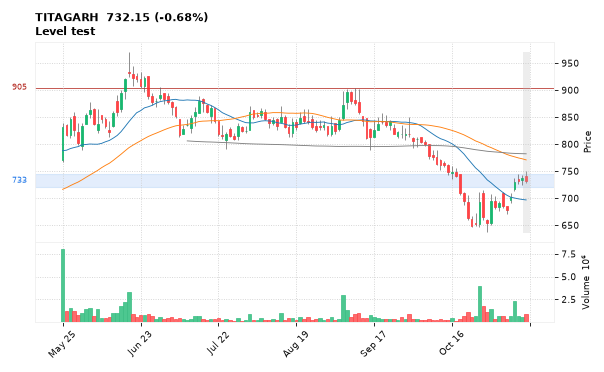 TITAGARH 732.15 (-0.68%)
Level test
905
733
950
900
850
800
750
700
650
Price
7.5
5.0
2.5
Volume 10⁶
May 25
Jun 23
Jul 22
Aug 19
Sep 17
Oct 16